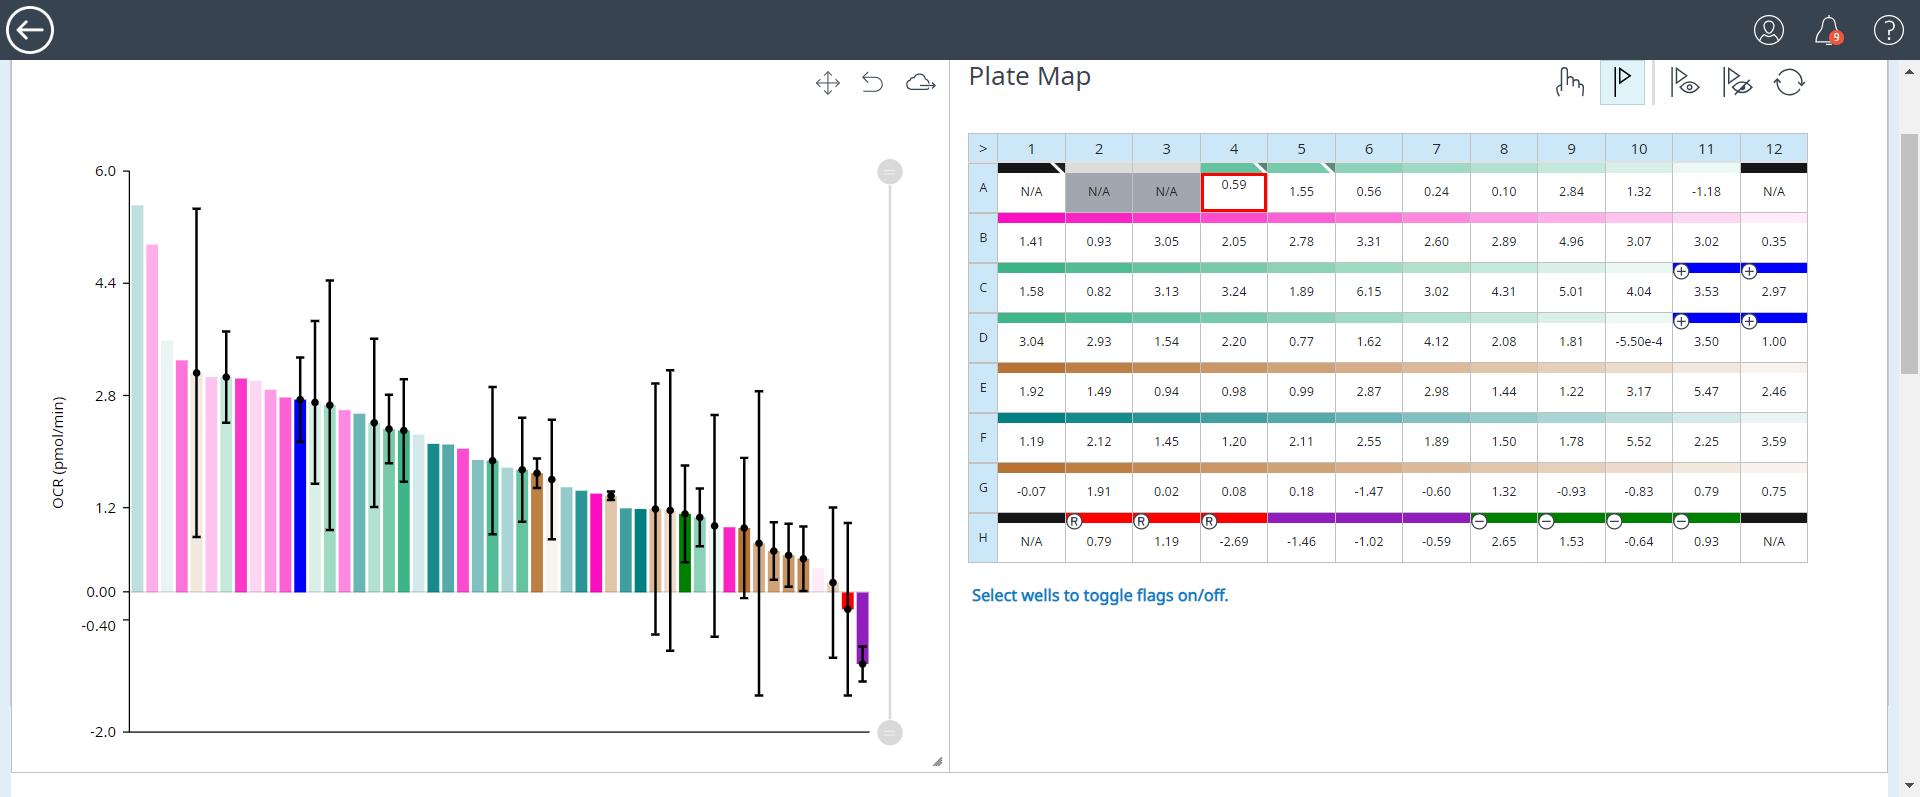 9
?
Plate Map
6.0
4.4
2.8
1.2
0.00
-0.40
-2.0
OCR (pmol/min)
> 1 2 3 4 5 6 7 8 9 10 11 12
A N/A N/A N/A 0.59 1.55 0.56 0.24 0.10 2.84 1.32 -1.18 N/A
B 1.41 0.93 3.05 2.05 2.78 3.31 2.60 2.89 4.96 3.07 3.02 0.35
+ +
C 1.58 0.82 3.13 3.24 1.89 6.15 3.02 4.31 5.01 4.04 3.53 2.97
+ +
D 3.04 2.93 1.54 2.20 0.77 1.62 4.12 2.08 1.81 -5.50e-4 3.50 1.00
E 1.92 1.49 0.94 0.98 0.99 2.87 2.98 1.44 1.22 3.17 5.47 2.46
F 1.19 2.12 1.45 1.20 2.11 2.55 1.89 1.50 1.78 5.52 2.25 3.59
G -0.07 1.91 0.02 0.08 0.18 -1.47 -0.60 1.32 -0.93 -0.83 0.79 0.75
R R R − − − −
H N/A 0.79 1.19 -2.69 -1.46 -1.02 -0.59 2.65 1.53 -0.64 0.93 N/A
Select wells to toggle flags on/off.